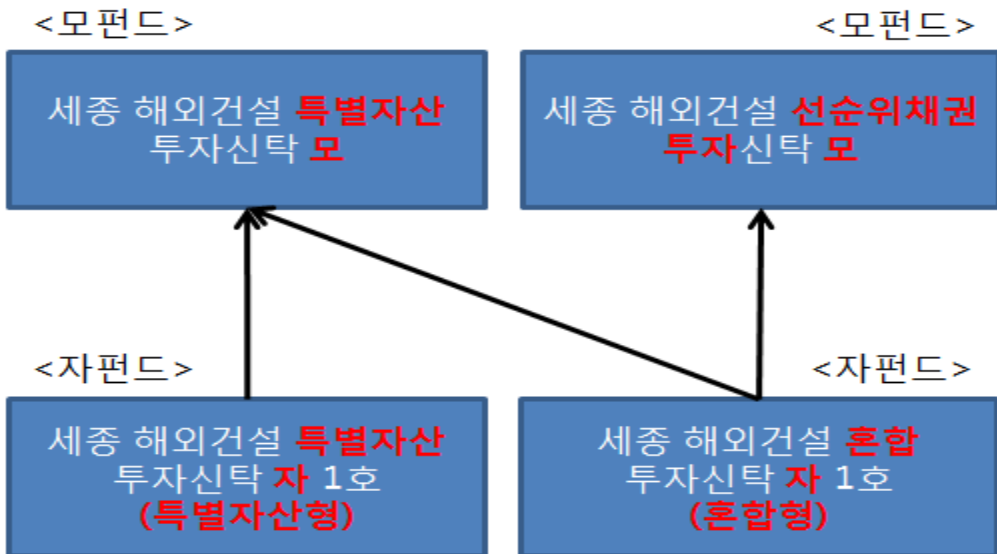 <모펀드>
<모펀드>
세종 해외건설 특별자산
투자신탁 모
세종 해외건설 선순위채권
투자신탁 모
<자펀드>
<자펀드>
세종 해외건설 특별자산
투자신탁 자 1호
(특별자산형)
세종 해외건설 혼합
투자신탁 자 1호
(혼합형)